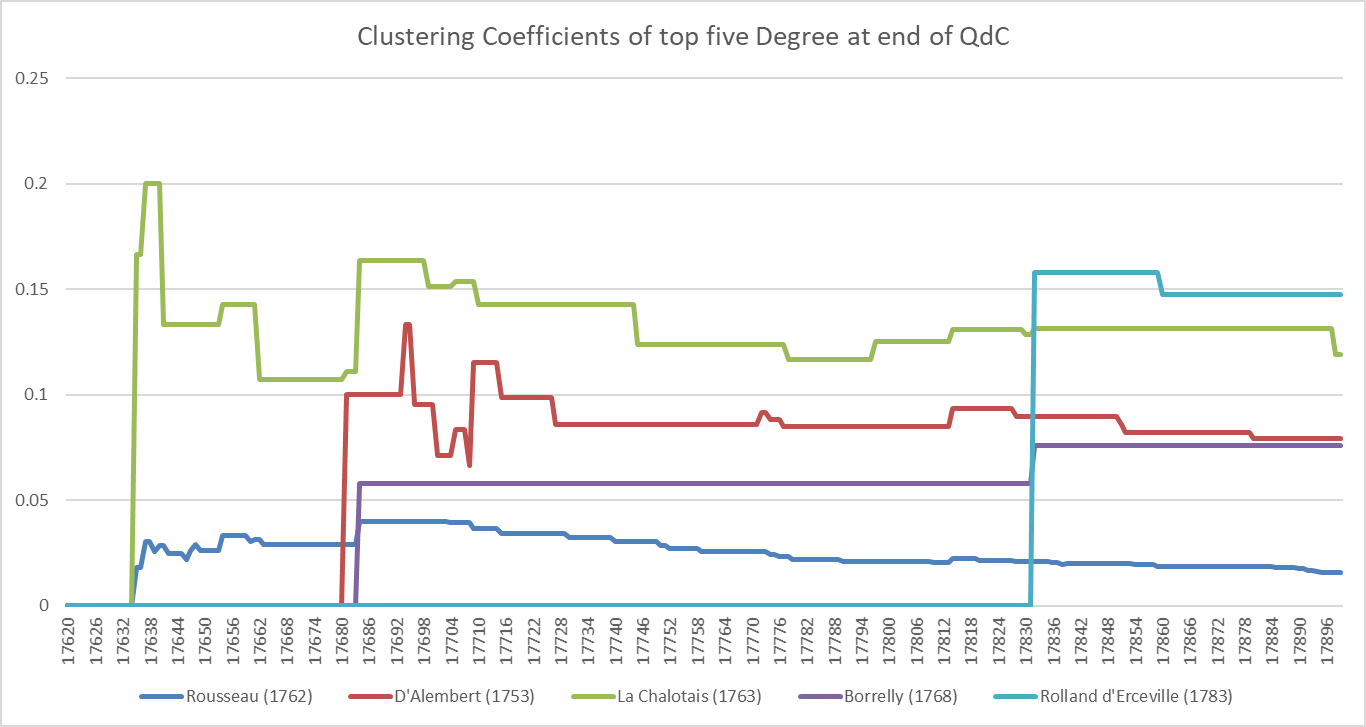 Clustering Coefficients of top five Degree at end of QdC
0.25
0.2
0.15
0.1
0.05
0
17620 17626 17632 17638 17644 17650 17656 17662 17668 17674 17680 17686 17692 17698 17704 17710 17716 17722 17728 17734 17740 17746 17752 17758 17764 17770 17776 17782 17788 17794 17800 17806 17812 17818 17824 17830 17836 17842 17848 17854 17860 17866 17872 17878 17884 17890 17896
Rousseau (1762) D'Alembert (1753) La Chalotais (1763) Borrelly (1768) Rolland d'Erceville (1783)